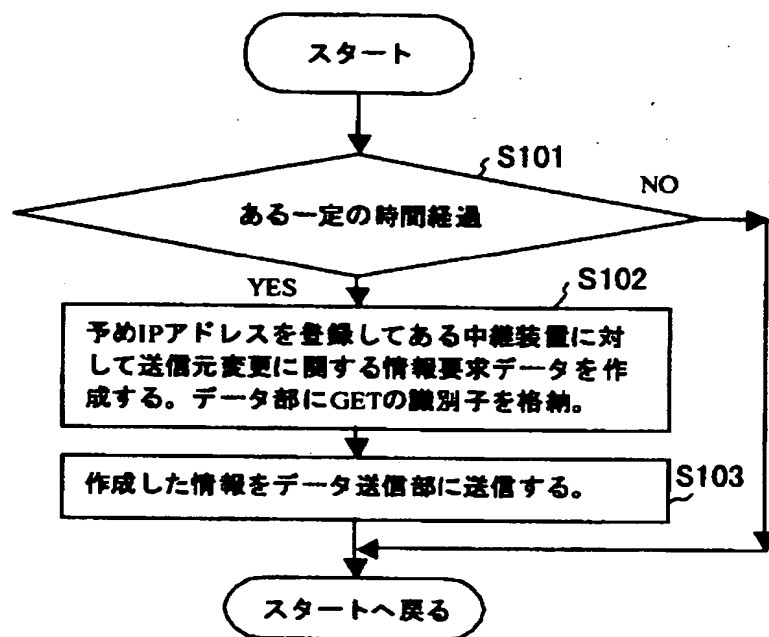 スタート
S101
ある一定の時間経過
NO
YES
S102
予めIPアドレスを登録してある中継装置に対
して送信元変更に関する情報要求データを作
成する。データ部にGETの識別子を格納。
作成した情報をデータ送信部に送信する。
S103
スタートへ戻る